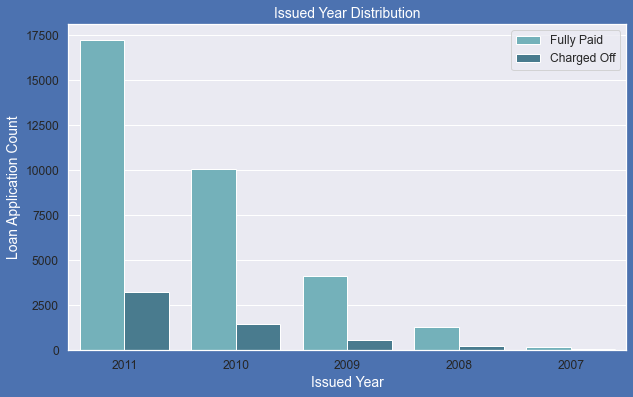 Issued Year Distribution
Fully Paid
Charged Off
Loan Application Count
17500
15000
12500
10000
7500
5000
2500
0
2011 2010 2009 2008 2007
Issued Year